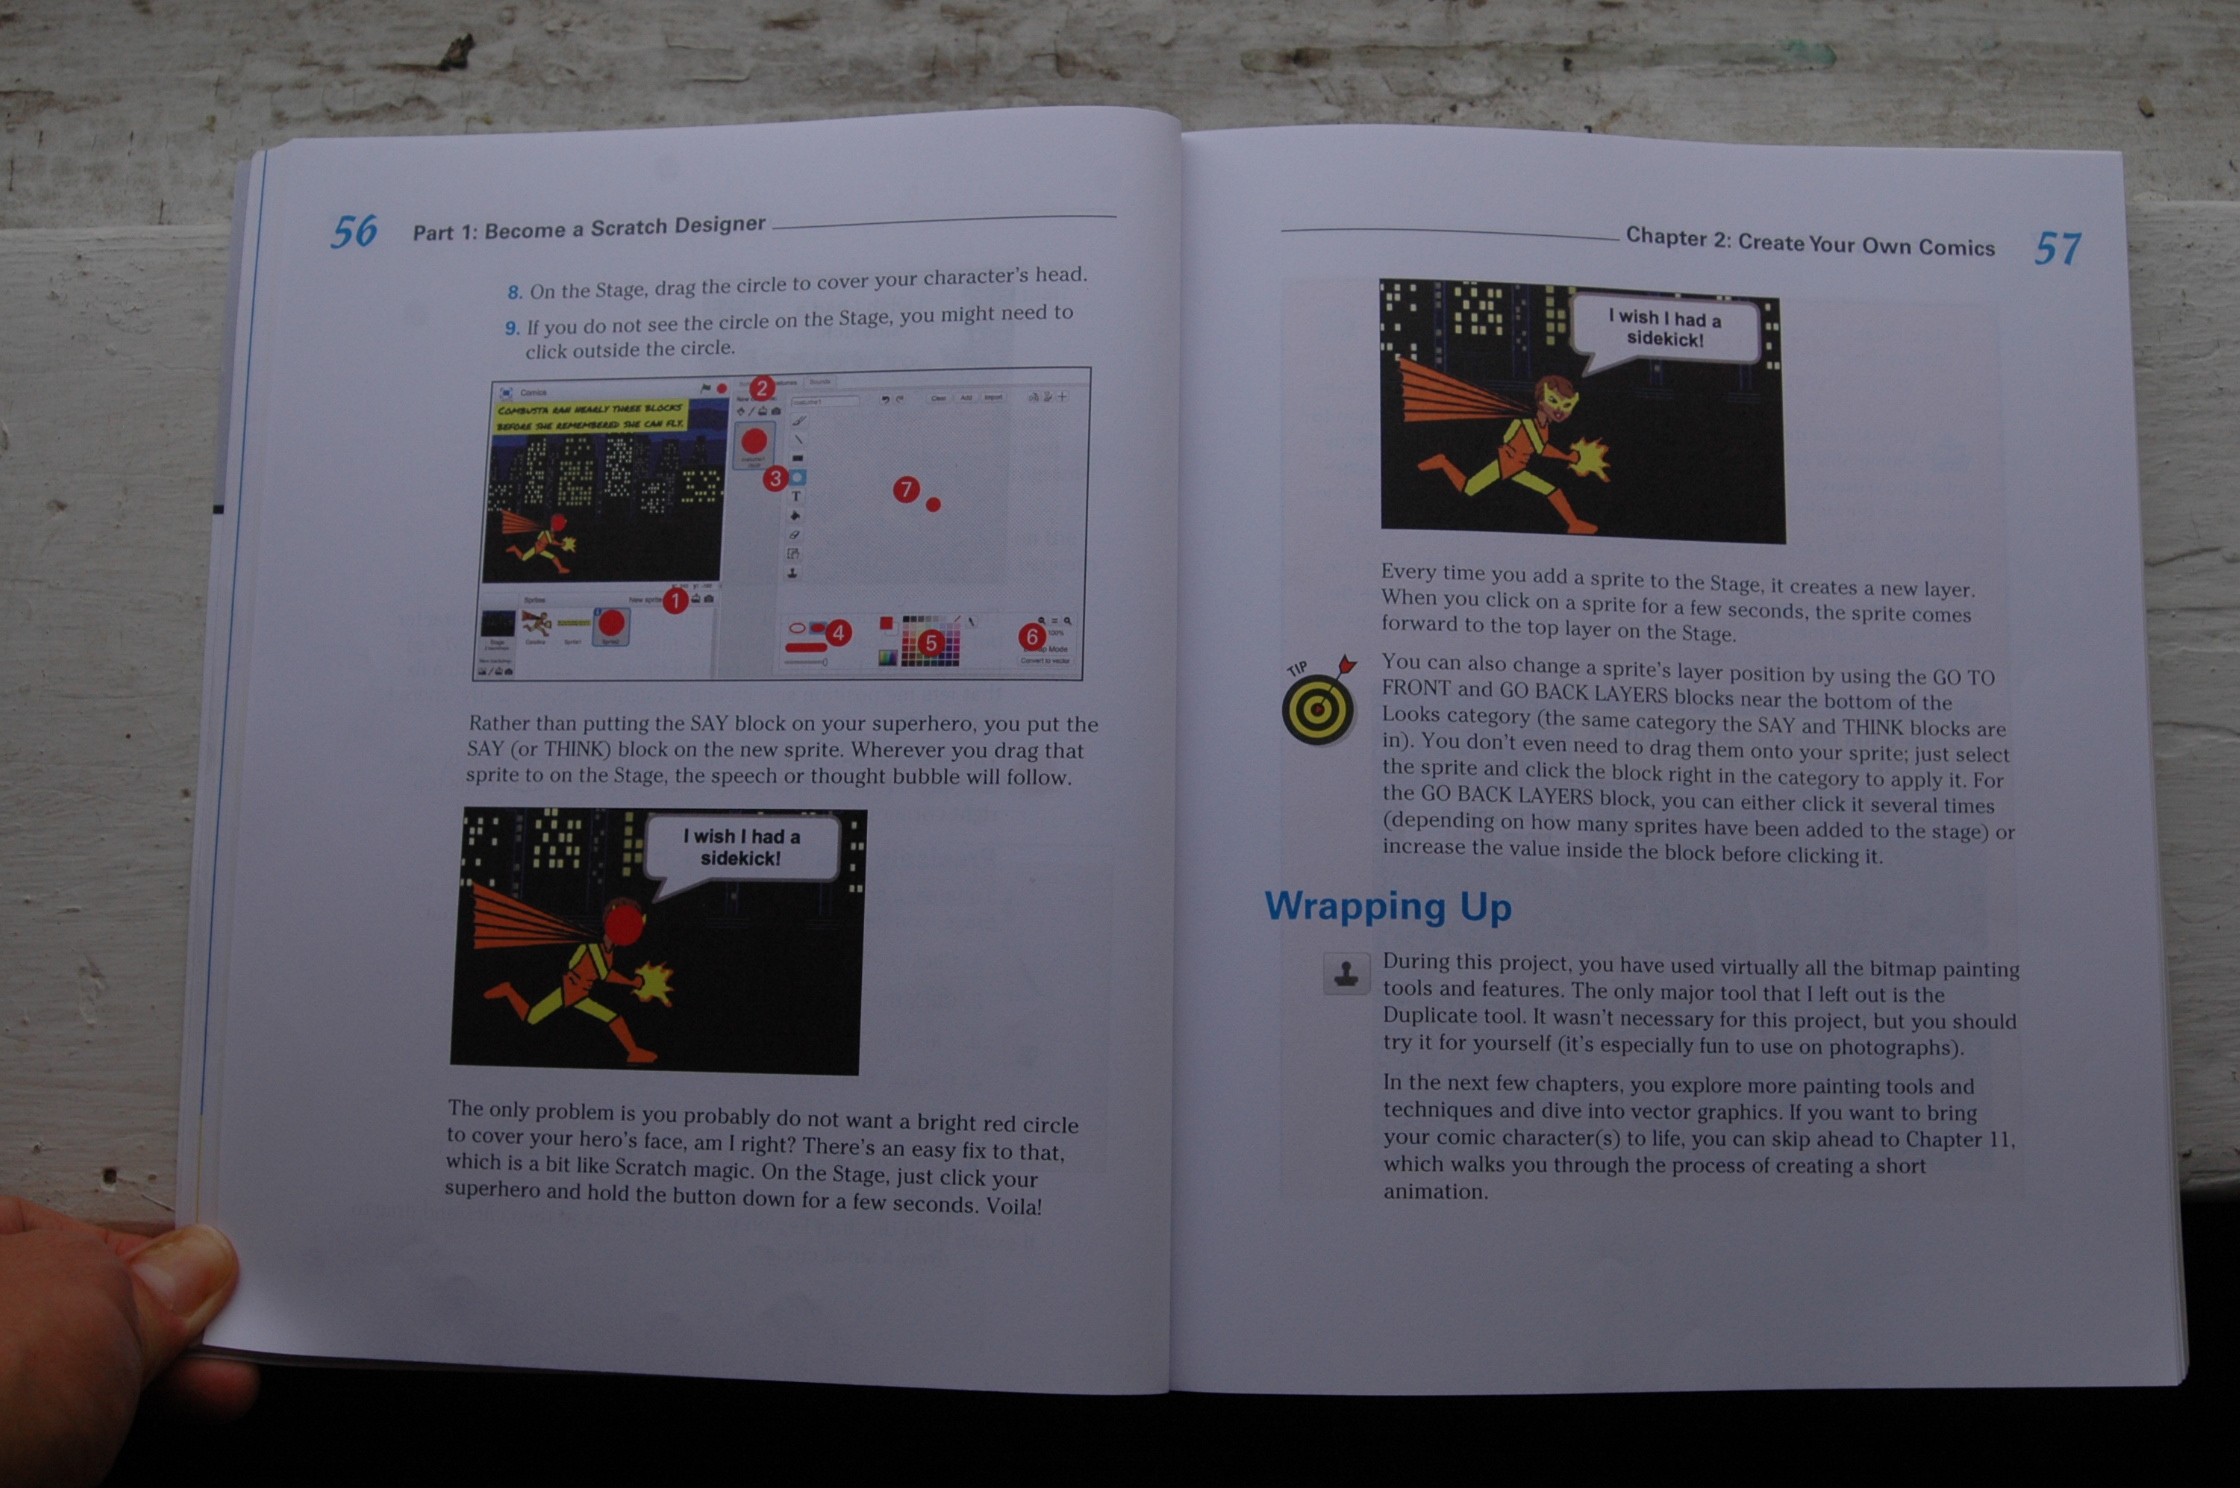 56 Part 1: Become a Scratch Designer
8. On the Stage, drag the circle to cover your character's head.
9. If you do not see the circle on the Stage, you might need to
click outside the circle.
COMBUSTA RAN NEARLY THREE BLOCKS
BEFORE SHE REMEMBERED SHE CAN FLY.
1
2
3
4
5
6
7
Clear Add Import
T
New sprite
Sprites
Convert to vector
Rather than putting the SAY block on your superhero, you put the
SAY (or THINK) block on the new sprite. Wherever you drag that
sprite to on the Stage, the speech or thought bubble will follow.
I wish I had a
sidekick!
The only problem is you probably do not want a bright red circle
to cover your hero's face, am I right? There's an easy fix to that,
which is a bit like Scratch magic. On the Stage, just click your
superhero and hold the button down for a few seconds. Voila!
Chapter 2: Create Your Own Comics 57
I wish I had a
sidekick!
Every time you add a sprite to the Stage, it creates a new layer.
When you click on a sprite for a few seconds, the sprite comes
forward to the top layer on the Stage.
TIP
You can also change a sprite's layer position by using the GO TO
FRONT and GO BACK LAYERS blocks near the bottom of the
Looks category (the same category the SAY and THINK blocks are
in). You don't even need to drag them onto your sprite; just select
the sprite and click the block right in the category to apply it. For
the GO BACK LAYERS block, you can either click it several times
(depending on how many sprites have been added to the stage) or
increase the value inside the block before clicking it.
Wrapping Up
During this project, you have used virtually all the bitmap painting
tools and features. The only major tool that I left out is the
Duplicate tool. It wasn't necessary for this project, but you should
try it for yourself (it's especially fun to use on photographs).
In the next few chapters, you explore more painting tools and
techniques and dive into vector graphics. If you want to bring
your comic character(s) to life, you can skip ahead to Chapter 11,
which walks you through the process of creating a short
animation.